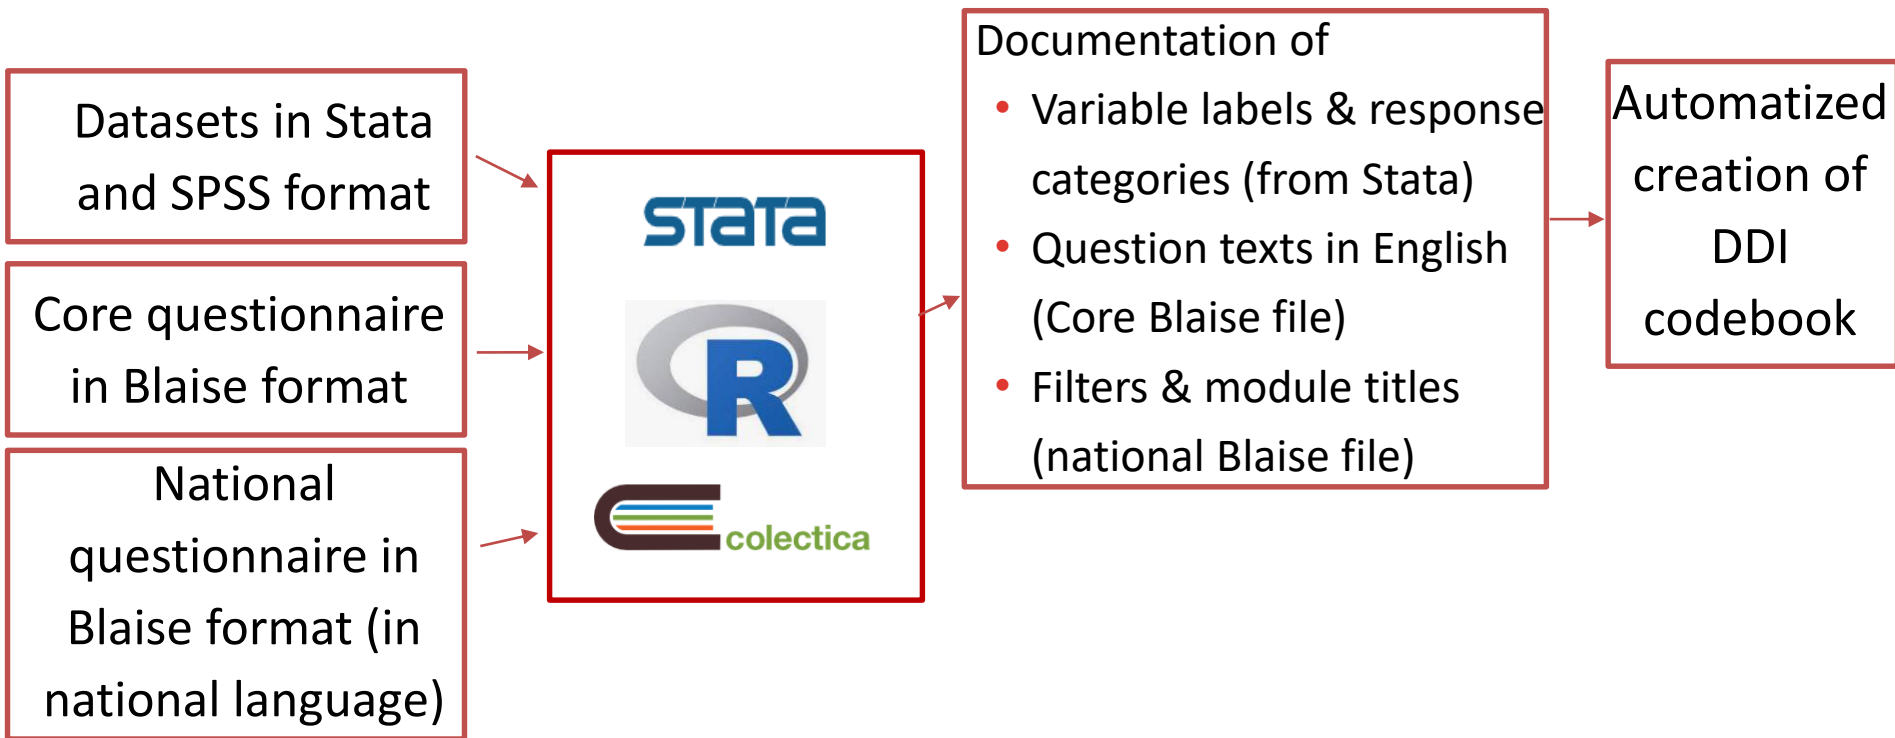 Datasets in Stata
and SPSS format
Core questionnaire
in Blaise format
National
questionnaire in
Blaise format (in
national language)
STATA
R
colectica
Documentation of
• Variable labels & response
categories (from Stata)
• Question texts in English
(Core Blaise file)
• Filters & module titles
(national Blaise file)
Automatized
creation of
DDI
codebook